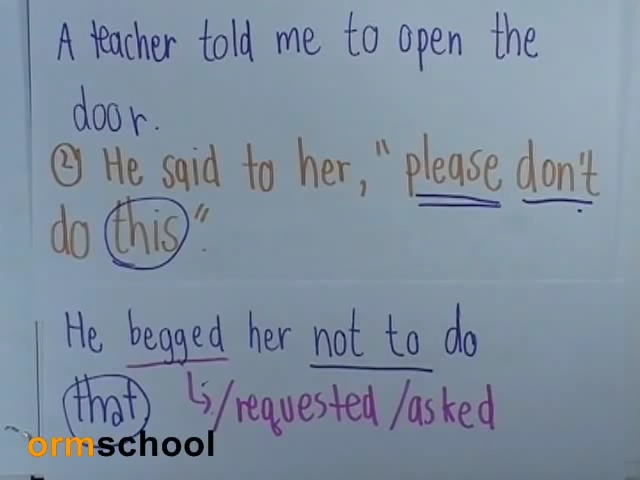 A teacher told me to open the
door.
② He said to her, "please don't
do this".
He begged her not to do
that /requested /asked
ormschool